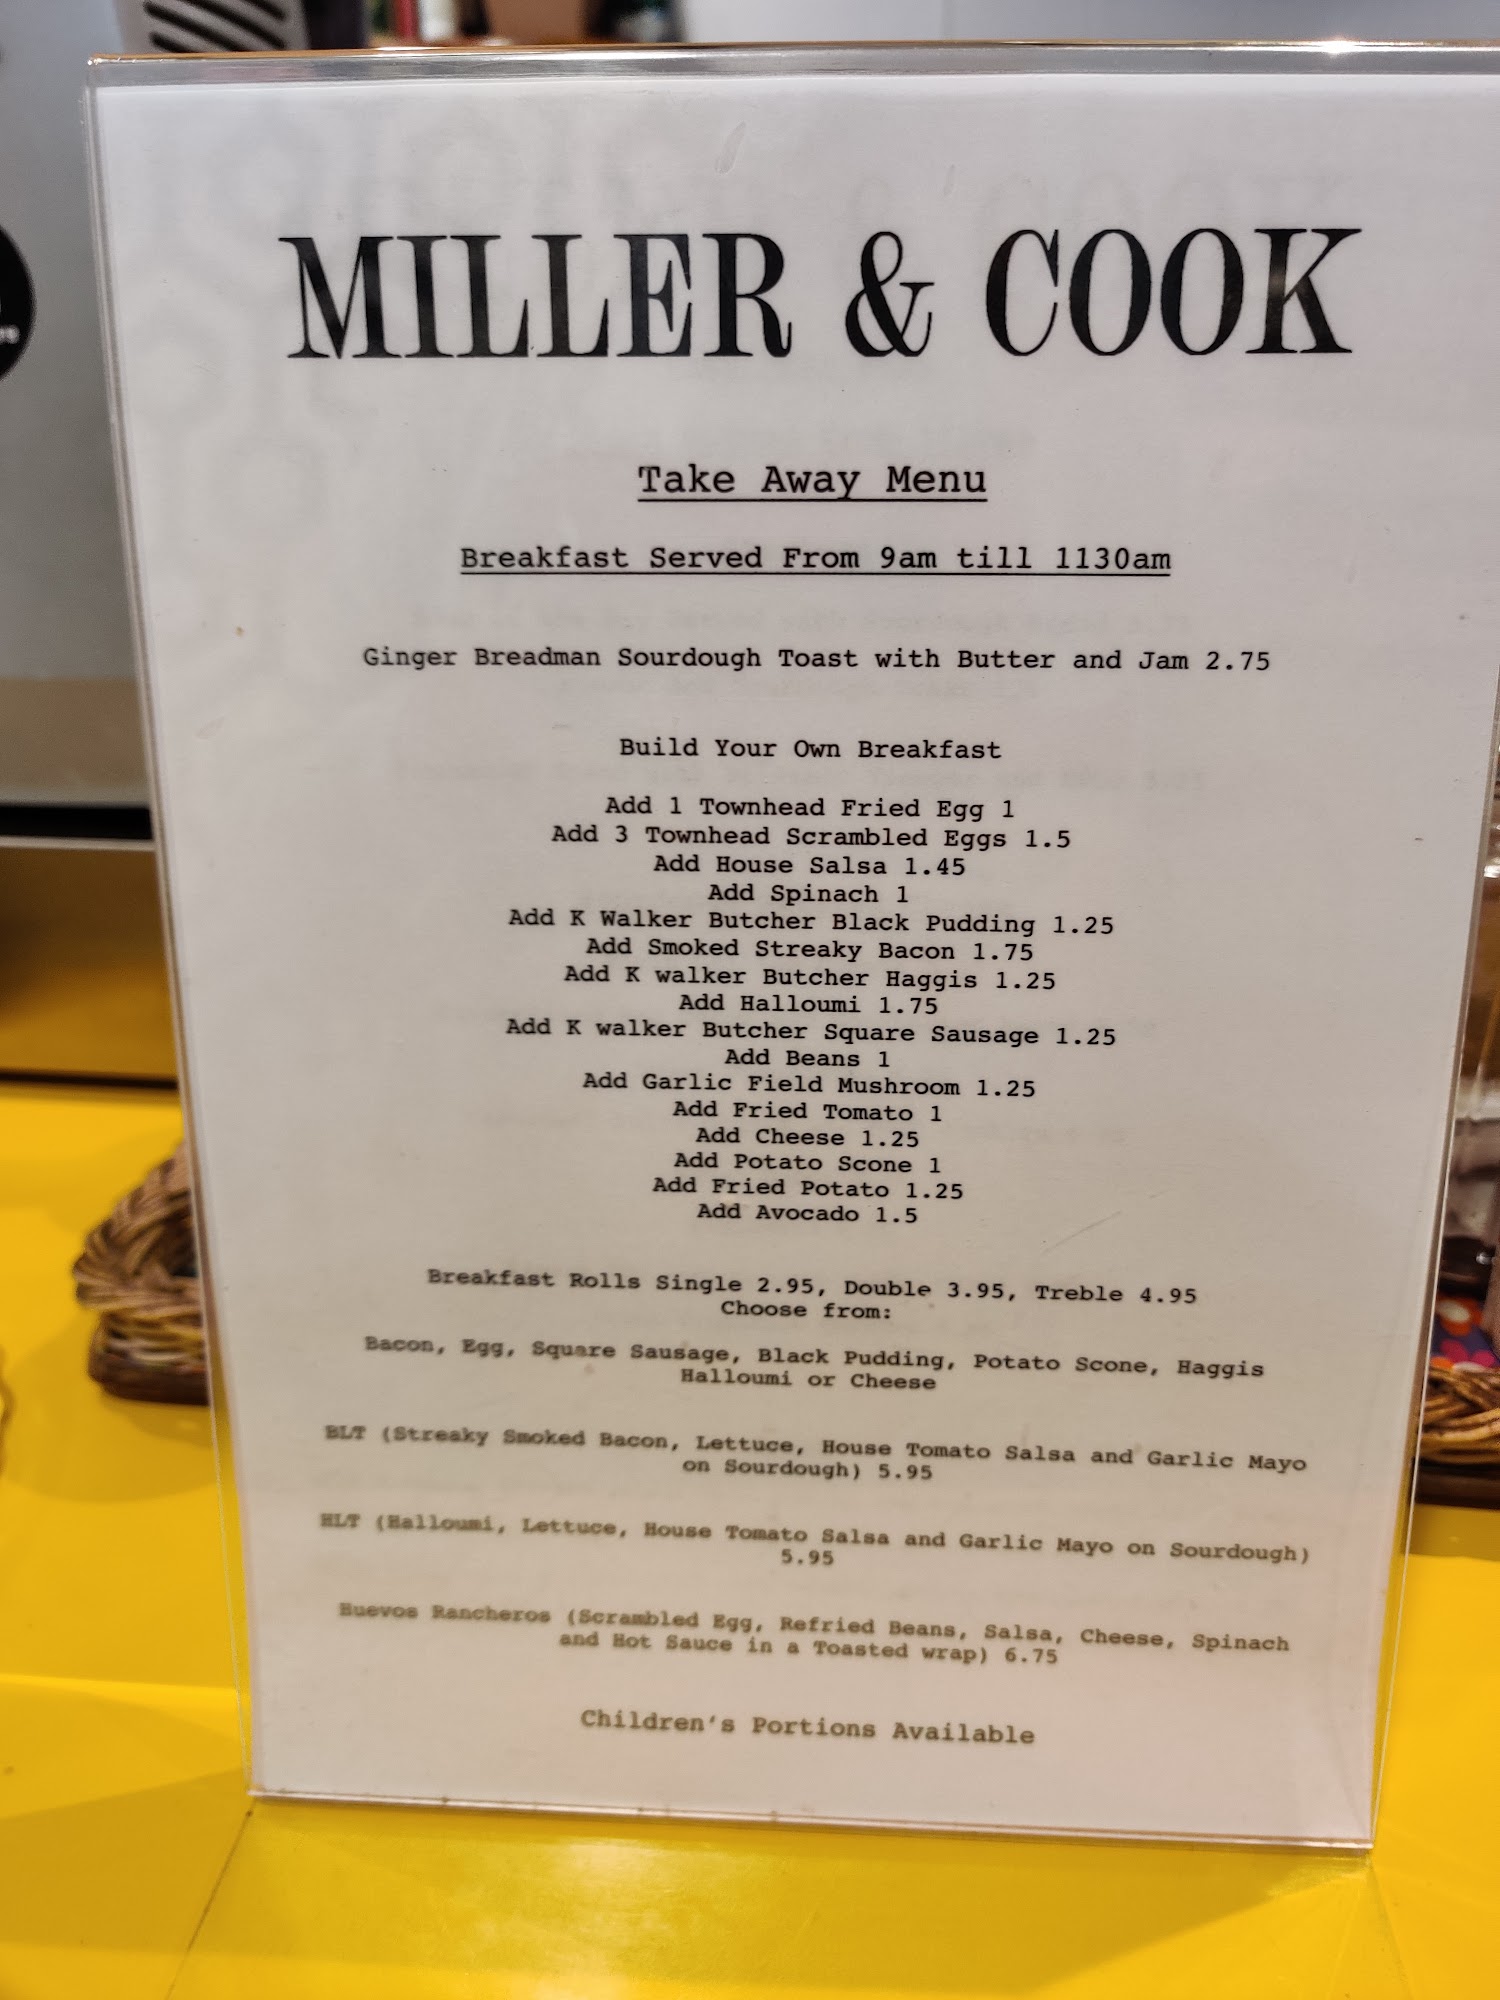 MILLER & COOK
Take Away Menu
Breakfast Served From 9am till 1130am
Ginger Breadman Sourdough Toast with Butter and Jam 2.75
Build Your Own Breakfast
Add 1 Townhead Fried Egg 1
Add 3 Townhead Scrambled Eggs 1.5
Add House Salsa 1.45
Add Spinach 1
Add K Walker Butcher Black Pudding 1.25
Add Smoked Streaky Bacon 1.75
Add K walker Butcher Haggis 1.25
Add Halloumi 1.75
Add K walker Butcher Square Sausage 1.25
Add Beans 1
Add Garlic Field Mushroom 1.25
Add Fried Tomato 1
Add Cheese 1.25
Add Potato Scone 1
Add Fried Potato 1.25
Add Avocado 1.5
Breakfast Rolls Single 2.95, Double 3.95, Treble 4.95
Choose from:
Bacon, Egg, Square Sausage, Black Pudding, Potato Scone, Haggis
Halloumi or Cheese
BLT (Streaky Smoked Bacon, Lettuce, House Tomato Salsa and Garlic Mayo
on Sourdough) 5.95
HLT (Halloumi, Lettuce, House Tomato Salsa and Garlic Mayo on Sourdough)
5.95
Huevos Rancheros (Scrambled Egg, Refried Beans, Salsa, Cheese, Spinach
and Hot Sauce in a Toasted wrap) 6.75
Children's Portions Available